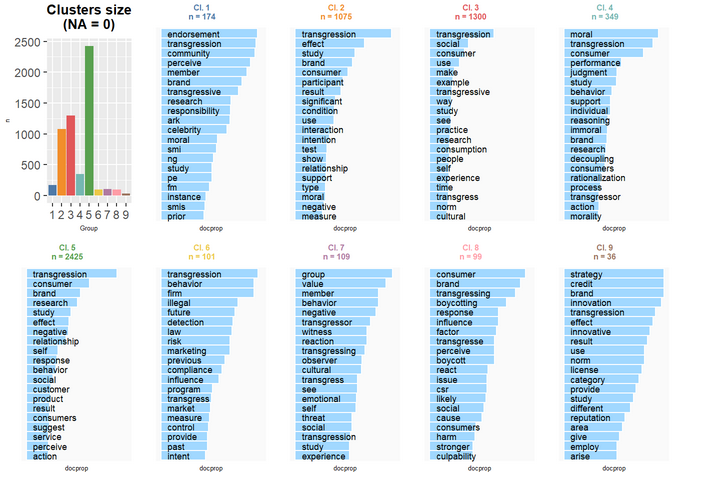 Clusters size
(NA = 0)
2500
2000
1500
1000
500
0
n
1 2 3 4 5 6 7 8 9
Group
Cl. 1
n = 174
endorsement
transgression
community
perceive
member
brand
transgressive
research
responsibility
ark
celebrity
moral
smi
ng
study
pe
fm
instance
smis
prior
docprop
Cl. 2
n = 1075
transgression
effect
study
brand
consumer
participant
result
significant
condition
use
interaction
intention
test
show
relationship
support
type
moral
negative
measure
docprop
Cl. 3
n = 1300
transgression
social
consumer
use
make
example
transgressive
way
study
see
practice
research
consumption
people
self
experience
time
transgress
norm
cultural
docprop
Cl. 4
n = 349
moral
transgression
consumer
performance
judgment
study
behavior
support
individual
reasoning
immoral
brand
research
decoupling
consumers
rationalization
process
transgressor
action
morality
docprop
Cl. 5
n = 2425
transgression
consumer
brand
research
study
effect
negative
relationship
self
response
behavior
social
customer
product
result
consumers
suggest
service
perceive
action
docprop
Cl. 6
n = 101
transgression
behavior
firm
illegal
future
detection
law
risk
marketing
previous
compliance
influence
program
transgress
market
measure
control
provide
past
intent
docprop
Cl. 7
n = 109
group
value
member
behavior
negative
transgressor
witness
reaction
transgressing
observer
cultural
transgress
see
emotional
self
threat
social
transgression
study
experience
docprop
Cl. 8
n = 99
consumer
brand
transgressing
boycotting
response
influence
factor
transgresse
perceive
boycott
react
issue
csr
likely
social
cause
consumers
harm
stronger
culpability
docprop
Cl. 9
n = 36
strategy
credit
brand
innovation
transgression
effect
innovative
result
use
norm
license
category
provide
study
different
reputation
area
give
employ
arise
docprop